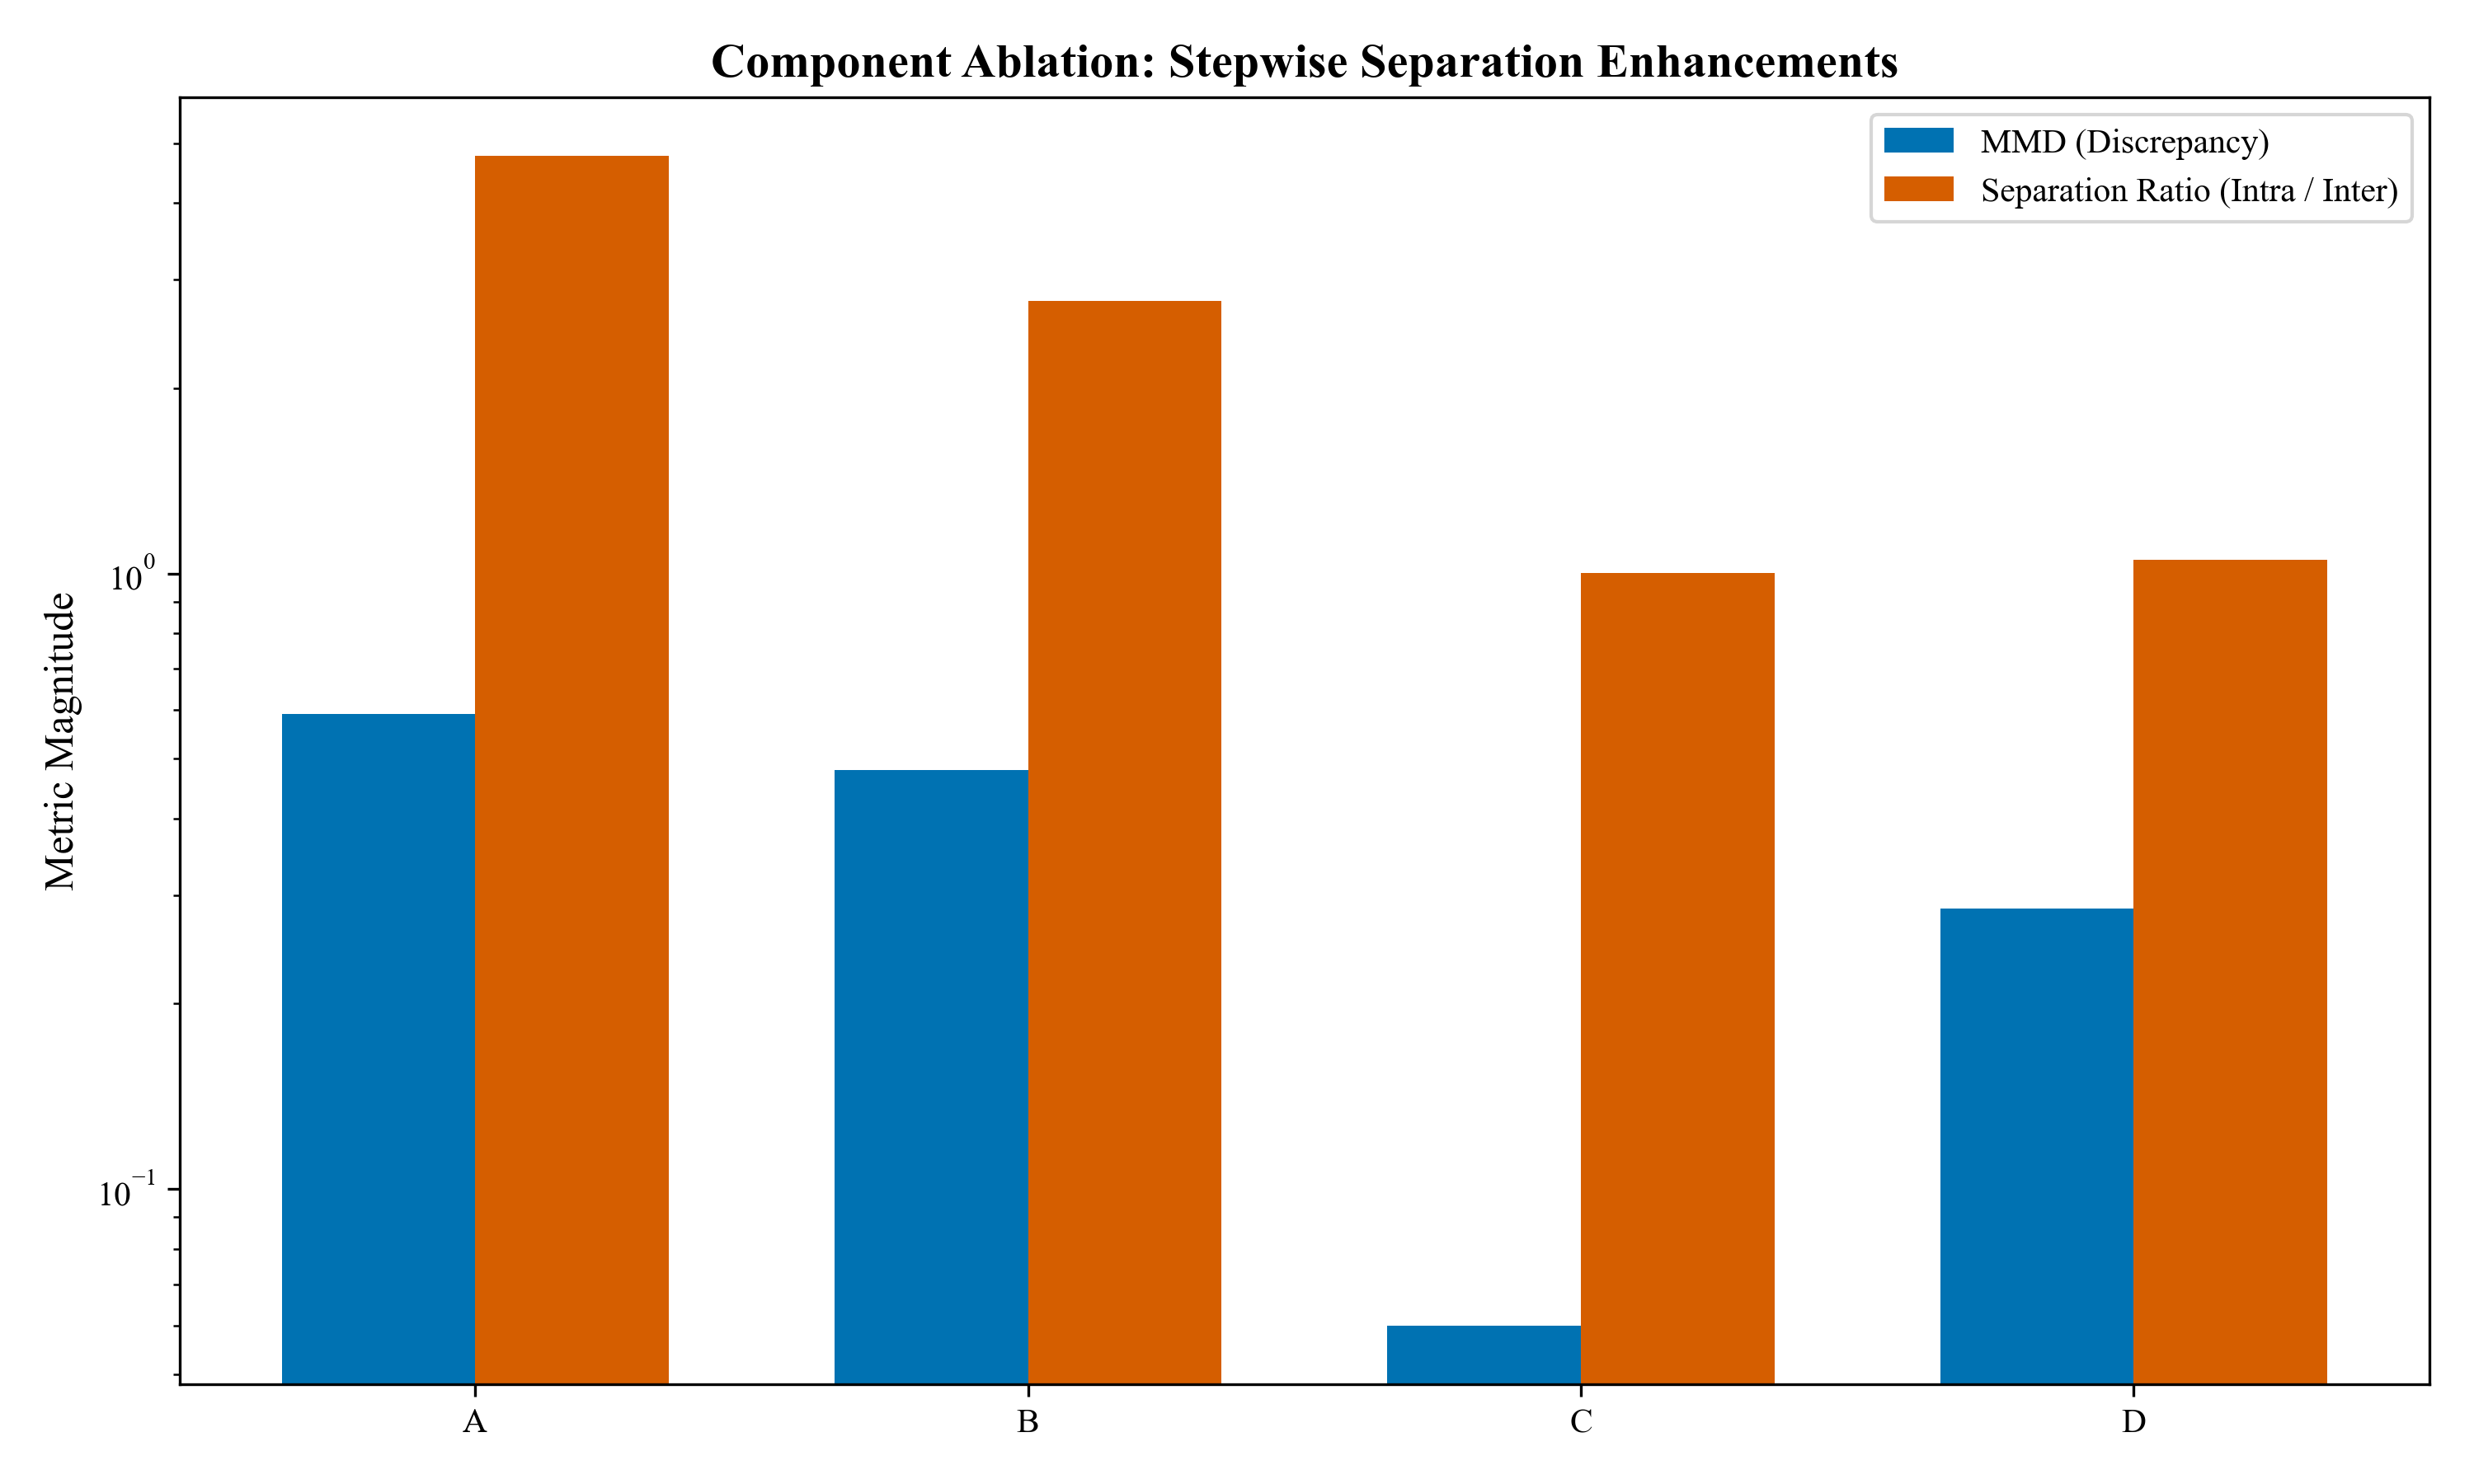 Component Ablation: Stepwise Separation Enhancements
MMD (Discrepancy)
Separation Ratio (Intra / Inter)
Metric Magnitude
10⁰
10⁻¹
A
B
C
D